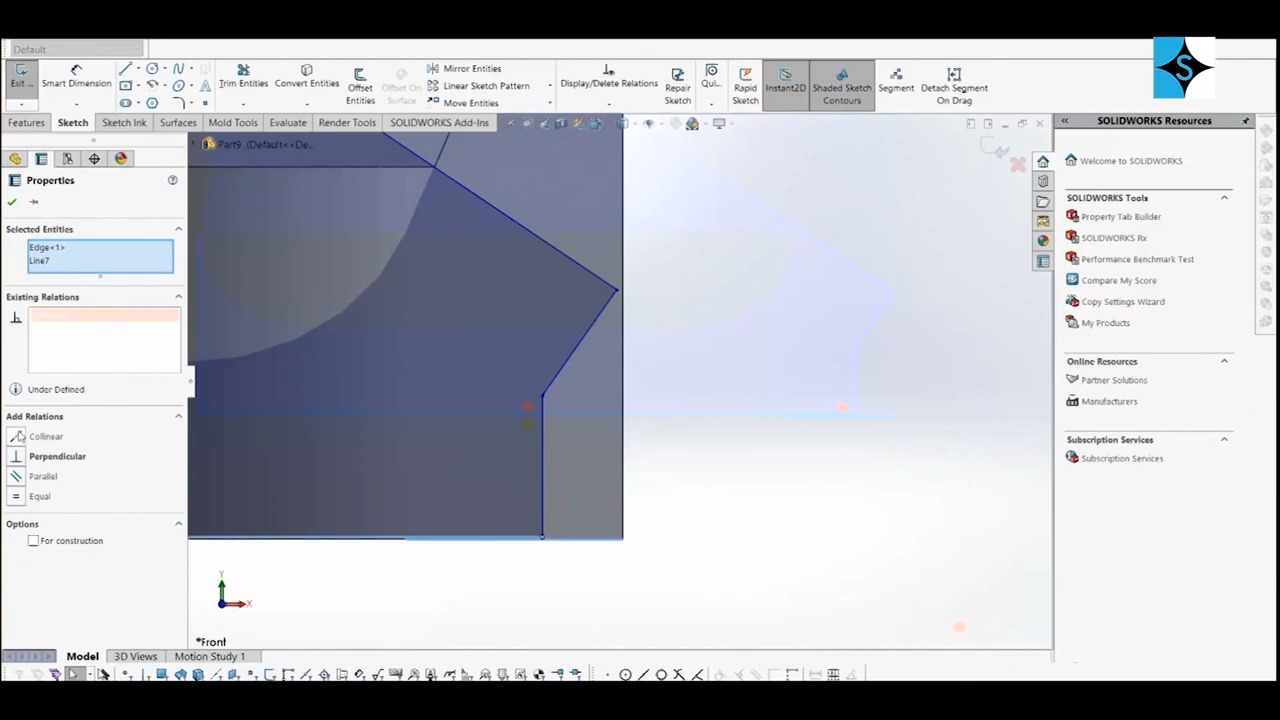 Default
S
Exit ...
Smart Dimension
Trim Entities
Convert Entities
Offset Entities
Offset On Surface
Mirror Entities
Linear Sketch Pattern
Move Entities
Display/Delete Relations
Repair Sketch
Qui...
Rapid Sketch
Instant2D
Shaded Sketch Contours
Segment
Detach Segment On Drag
Features
Sketch
Sketch Ink
Surfaces
Mold Tools
Evaluate
Render Tools
SOLIDWORKS Add-Ins
SOLIDWORKS Resources
Part9 (Default<<De...
Properties
Selected Entities
Edge<1>
Line7
Existing Relations
Under Defined
Add Relations
Collinear
Perpendicular
Parallel
Equal
Options
For construction
Y
X
*Front
Welcome to SOLIDWORKS
SOLIDWORKS Tools
Property Tab Builder
SOLIDWORKS Rx
Performance Benchmark Test
Compare My Score
Copy Settings Wizard
My Products
Online Resources
Partner Solutions
Manufacturers
Subscription Services
Subscription Services
Model
3D Views
Motion Study 1